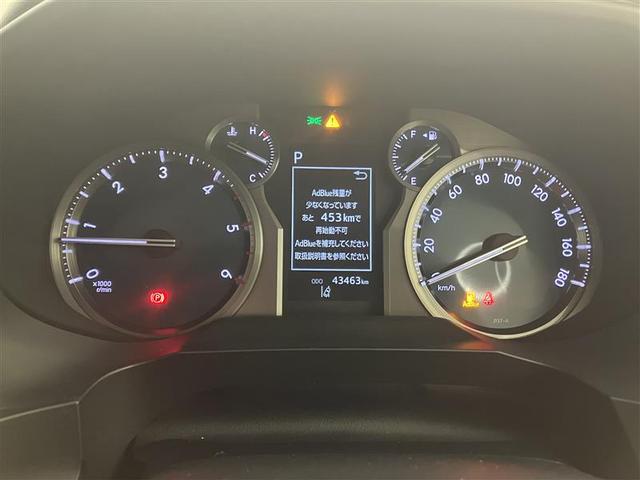 P
AdBlue残量が
少なくなっています
あと 453kmで
再始動不可
AdBlueを補充してください
取扱説明書を参照ください
ODO 43463km
H
C
F
E
0
1
2
3
4
5
6
×1000
r/min
P
0
20
40
60
80
100
120
140
160
180
km/h